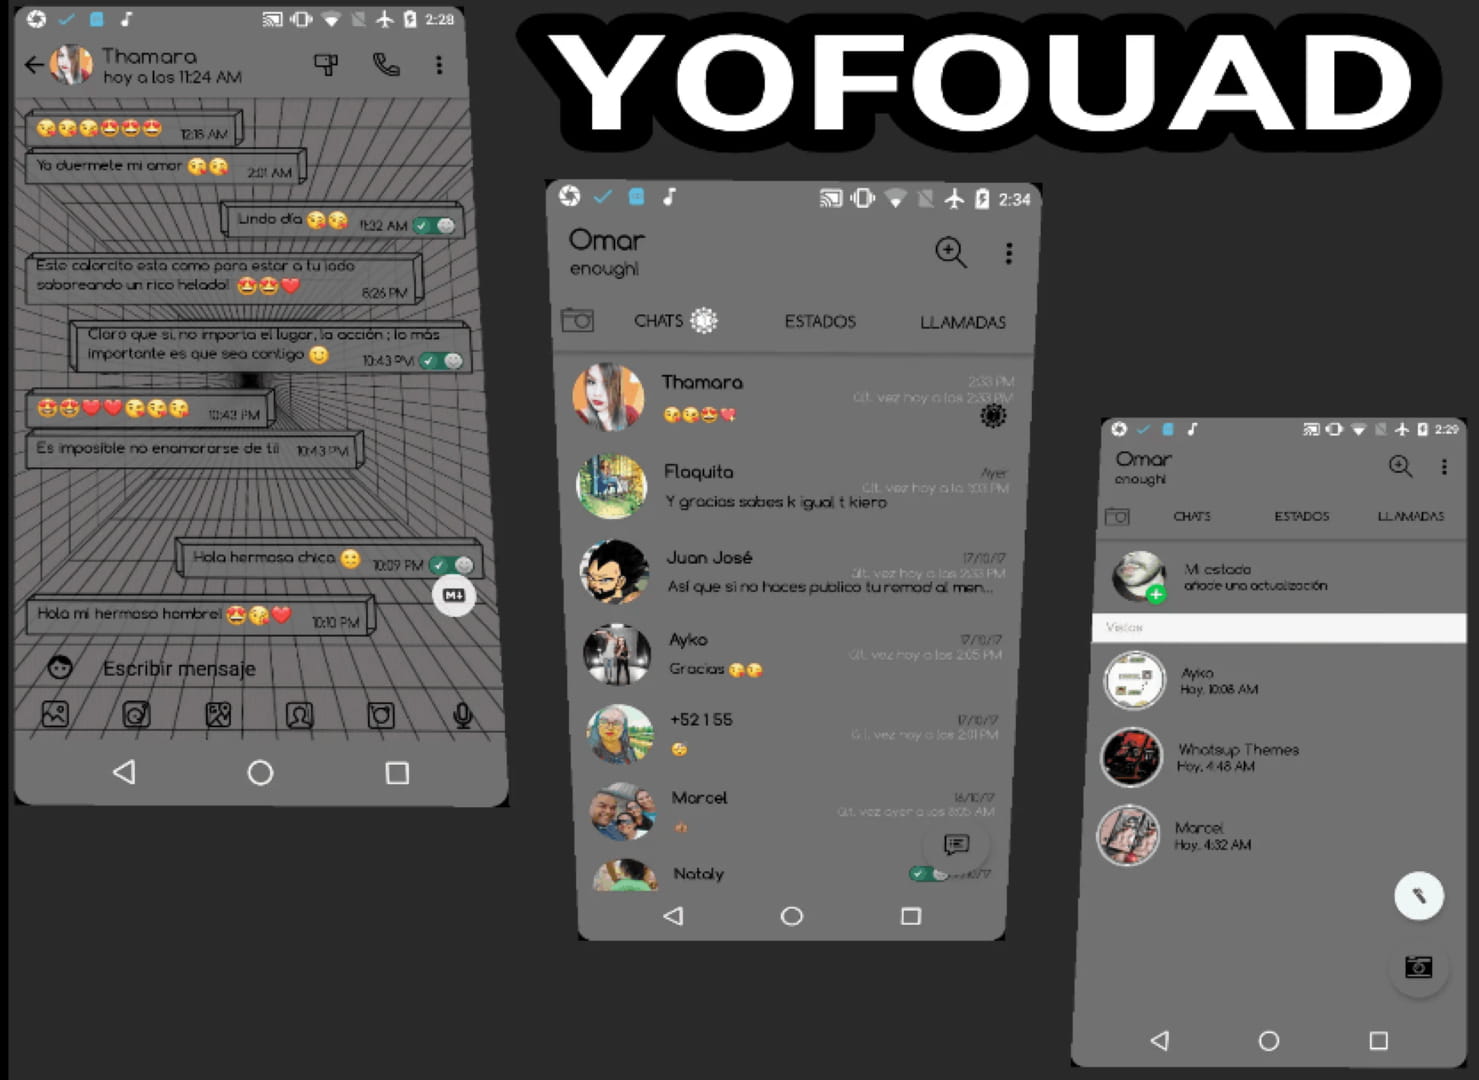 YOFOUAD
2:28
Thamara
hoy a las 11:24 AM
12:18 AM
Ya duermete mi amor 2:01 AM
Lindo día 11:32 AM
Este calorcito esta como para estar a tu lado
saboreando un rico helado! 8:26 PM
Claro que si, no importa el lugar, la acción ; lo más
importante es que sea contigo 10:43 PM
10:43 PM
Es imposible no enamorarse de tii 10:43 PM
Hola hermosa chica 10:09 PM
M+
Hola mi hermoso hombre! 10:10 PM
Escribir mensaje
2:34
Omar
enough!
CHATS 1 ESTADOS LLAMADAS
Thamara 2:33 PM
Últ. vez hoy a las 2:33 PM
Flaquita Ayer
Últ. vez hoy a la 1:03 PM
Y gracias sabes k igual t kiero
Juan José 17/10/17
Últ. vez hoy a las 2:33 PM
Así que si no haces publico tu remod al men...
Ayko 17/10/17
Últ. vez hoy a las 2:05 PM
Gracias
+52 1 55 17/10/17
Últ. vez hoy a las 2:01 PM
Marcel 16/10/17
Últ. vez ayer a las 8:05 AM
Nataly
2:29
Omar
enough!
CHATS ESTADOS LLAMADAS
Mi estado
añade una actualización
Vistos
Ayko
Hoy, 10:08 AM
Whatsup Themes
Hoy, 4:48 AM
Marcel
Hoy, 4:32 AM